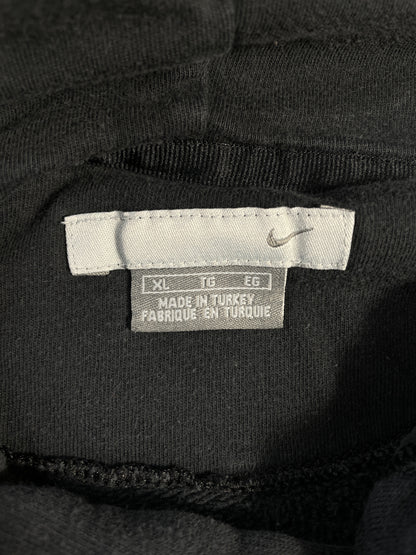 XL TG EG
MADE IN TURKEY
FABRIQUE EN TURQUIE